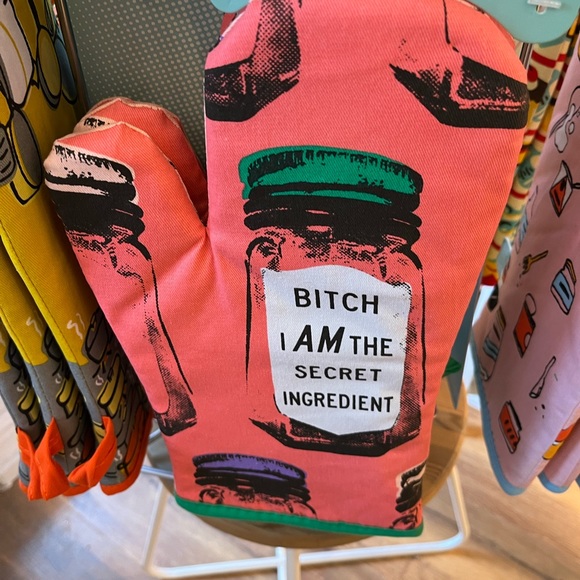 BITCH
I AM THE
SECRET
INGREDIENT